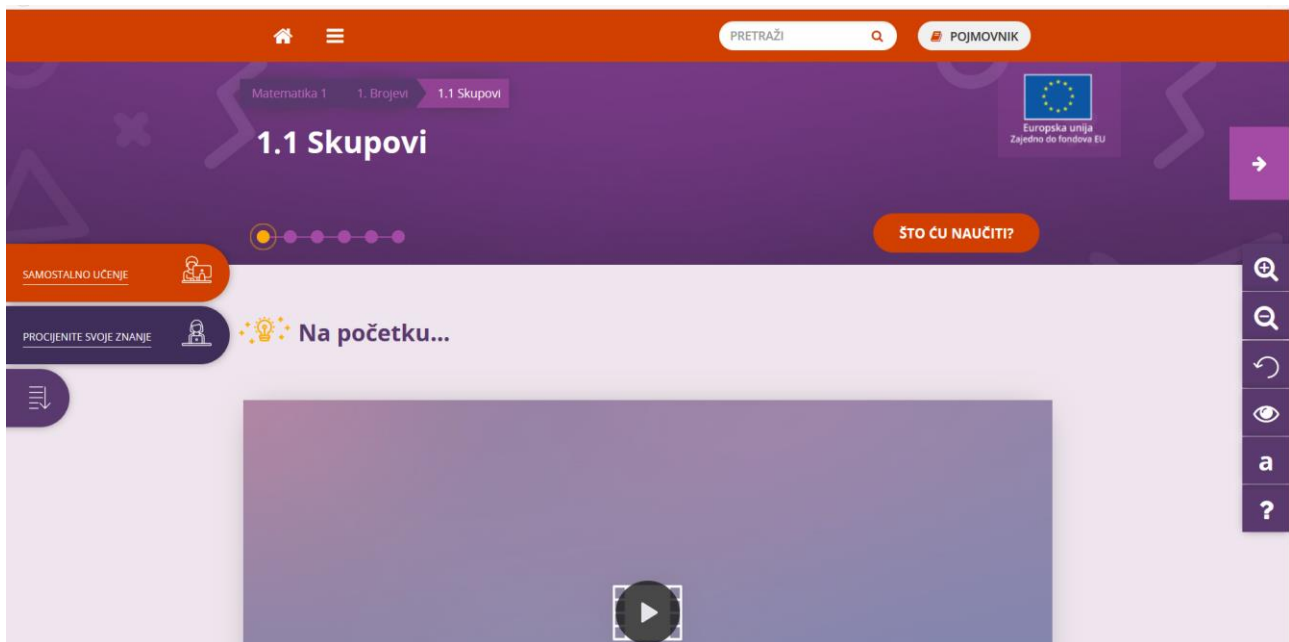 PRETRAŽI
POJMOVNIK
Matematika 1 1. Brojevi 1.1 Skupovi
1.1 Skupovi
Europska unija
Zajedno do fondova EU
ŠTO ĆU NAUČITI?
SAMOSTALNO UČENJE
PROCIJENITE SVOJE ZNANJE
Na početku...
a
?